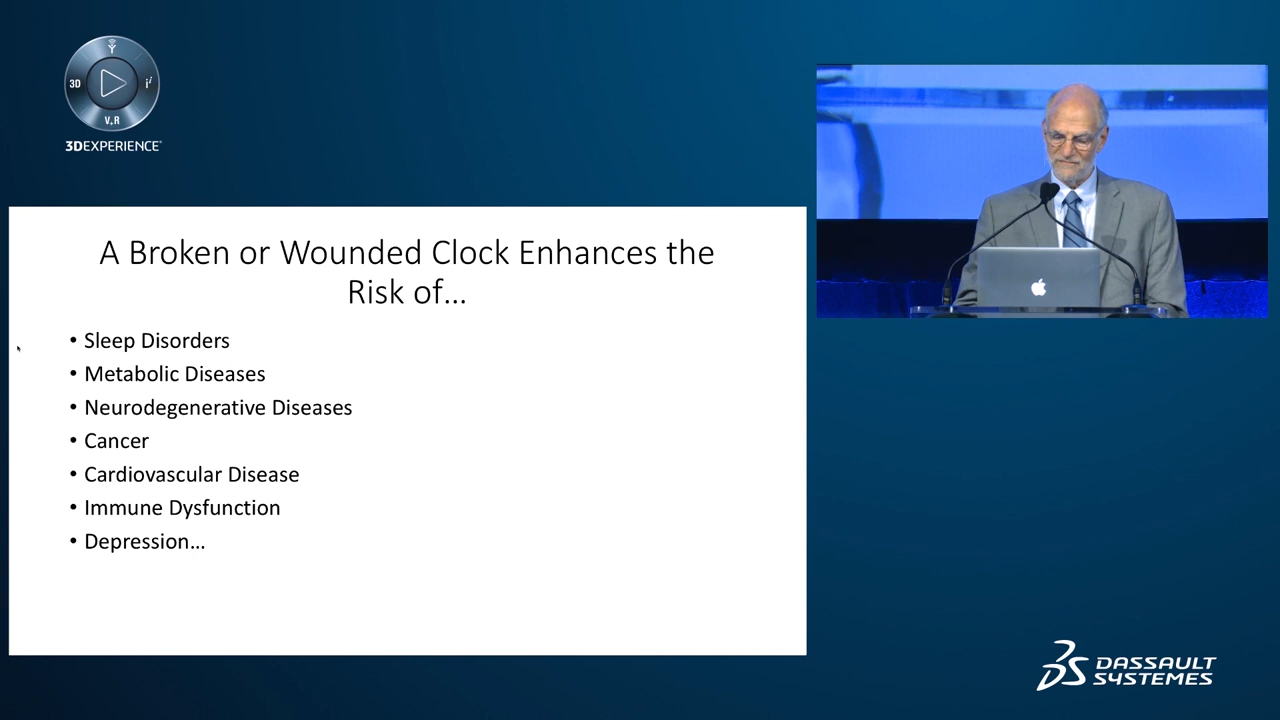 3D
V,R
i
3DEXPERIENCE
A Broken or Wounded Clock Enhances the
Risk of…
• Sleep Disorders
• Metabolic Diseases
• Neurodegenerative Diseases
• Cancer
• Cardiovascular Disease
• Immune Dysfunction
• Depression…
DASSAULT
SYSTEMES